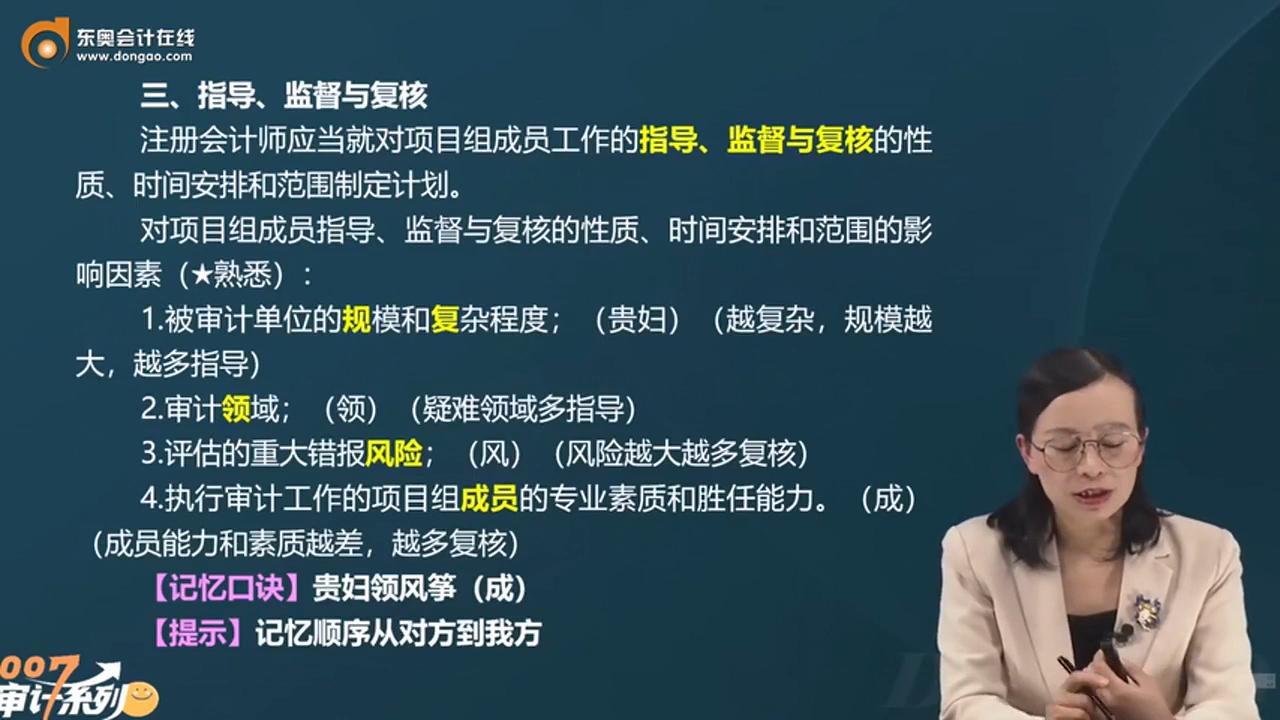 东奥会计在线
www.dongao.com
三、指导、监督与复核
注册会计师应当就对项目组成员工作的指导、监督与复核的性
质、时间安排和范围制定计划。
对项目组成员指导、监督与复核的性质、时间安排和范围的影
响因素（★熟悉）：
1.被审计单位的规模和复杂程度；（贵妇）（越复杂，规模越
大，越多指导）
2.审计领域；（领）（疑难领域多指导）
3.评估的重大错报风险；（风）（风险越大越多复核）
4.执行审计工作的项目组成员的专业素质和胜任能力。（成）
（成员能力和素质越差，越多复核）
【记忆口诀】贵妇领风筝（成）
【提示】记忆顺序从对方到我方
007
审计系列